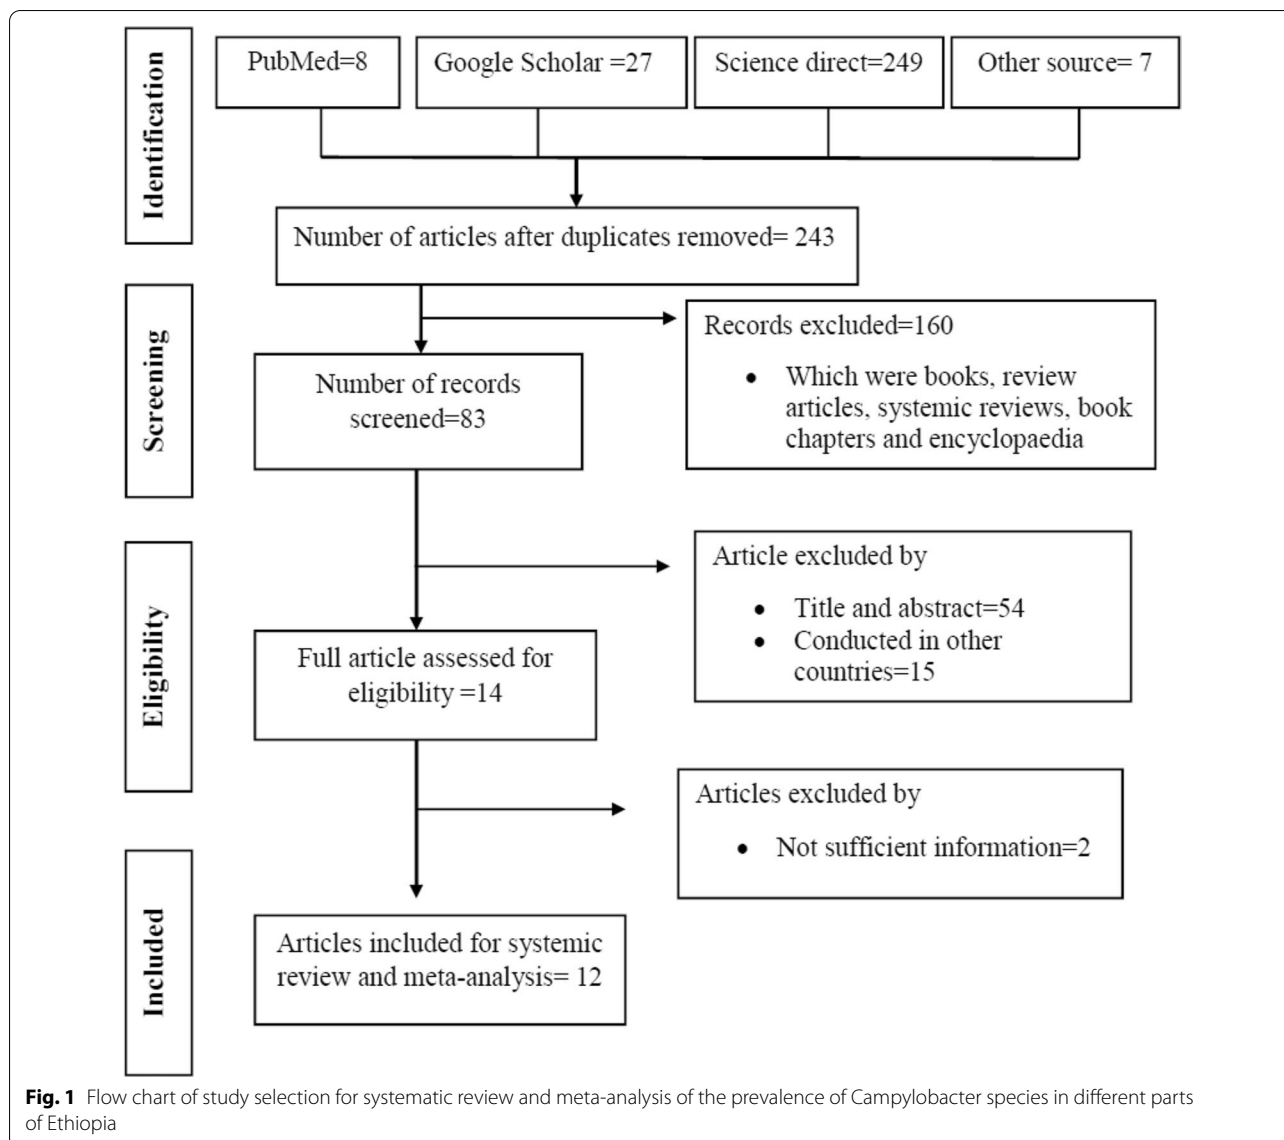 Identification
PubMed=8
Google Scholar =27
Science direct=249
Other source= 7
Number of articles after duplicates removed= 243
Screening
Records excluded=160
• Which were books, review
articles, systemic reviews, book
chapters and encyclopaedia
Number of records
screened=83
Eligibility
Article excluded by
• Title and abstract=54
• Conducted in other
countries=15
Full article assessed for
eligibility =14
Articles excluded by
• Not sufficient information=2
Included
Articles included for systemic
review and meta-analysis= 12
Fig. 1 Flow chart of study selection for systematic review and meta-analysis of the prevalence of Campylobacter species in different parts
of Ethiopia